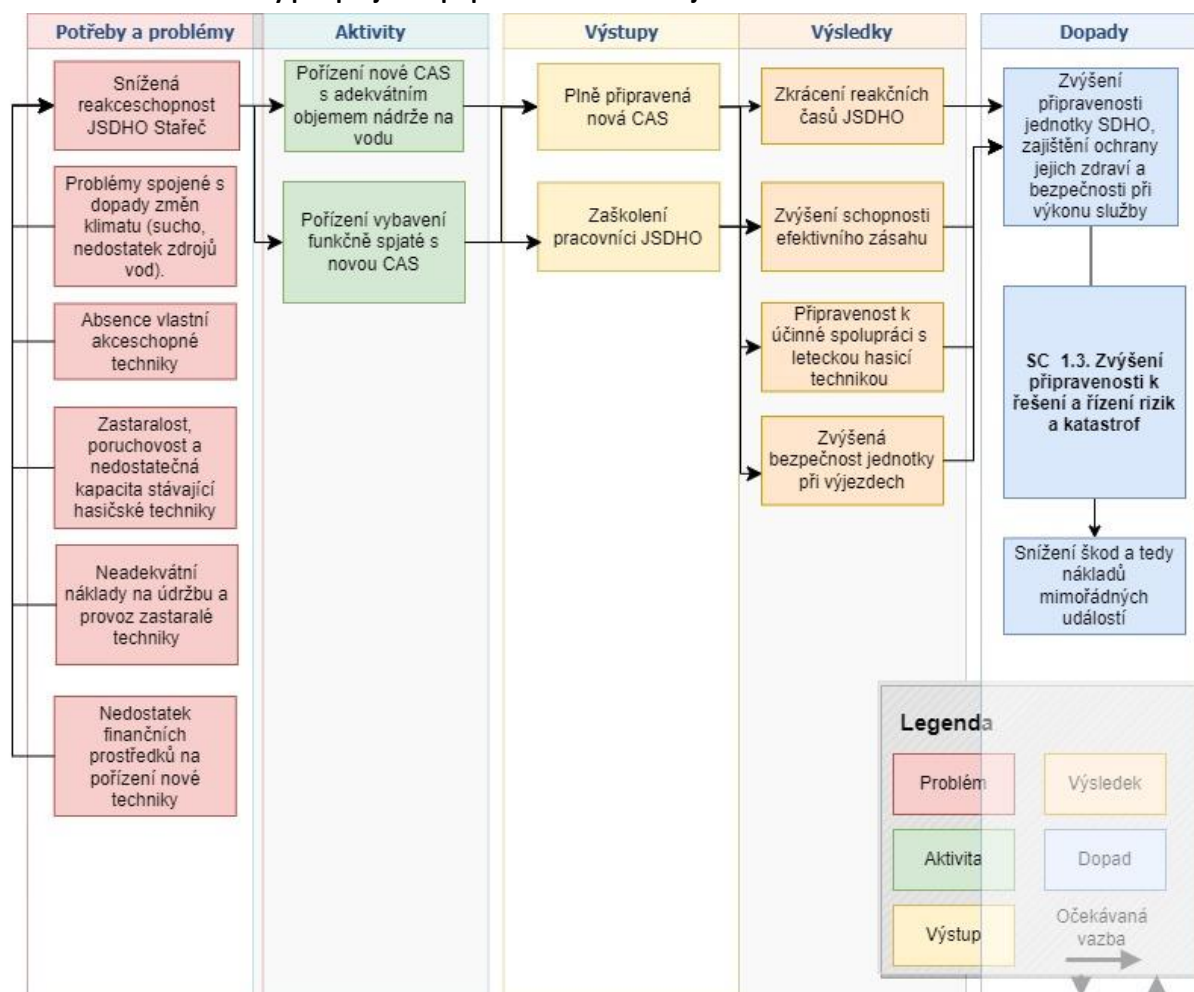 Potřeby a problémy
Snížená
reakceschopnost
JSDHO Stařeč
Problémy spojené s
dopady změn
klimatu (sucho,
nedostatek zdrojů
vod).
Absence vlastní
akceschopné
techniky
Zastaralost,
poruchovost a
nedostatečná
kapacita stávající
hasičské techniky
Neadekvátní
náklady na údržbu a
provoz zastaralé
techniky
Nedostatek
finančních
prostředků na
pořízení nové
techniky
Aktivity
Pořízení nové CAS
s adekvátním
objemem nádrže na
vodu
Pořízení vybavení
funkčně spjaté s
novou CAS
Výstupy
Plně připravená
nová CAS
Zaškolení
pracovníci JSDHO
Výsledky
Zkrácení reakčních
časů JSDHO
Zvýšení schopnosti
efektivního zásahu
Připravenost k
účinné spolupráci s
leteckou hasicí
technikou
Zvýšená
bezpečnost jednotky
při výjezdech
Dopady
Zvýšení
připravenosti
jednotky SDHO,
zajištění ochrany
jejich zdraví a
bezpečnosti při
výkonu služby
SC 1.3. Zvýšení
připravenosti k
řešení a řízení rizik
a katastrof
Snížení škod a tedy
nákladů
mimořádných
událostí
Legenda
Problém
Výsledek
Aktivita
Dopad
Výstup
Očekávaná
vazba